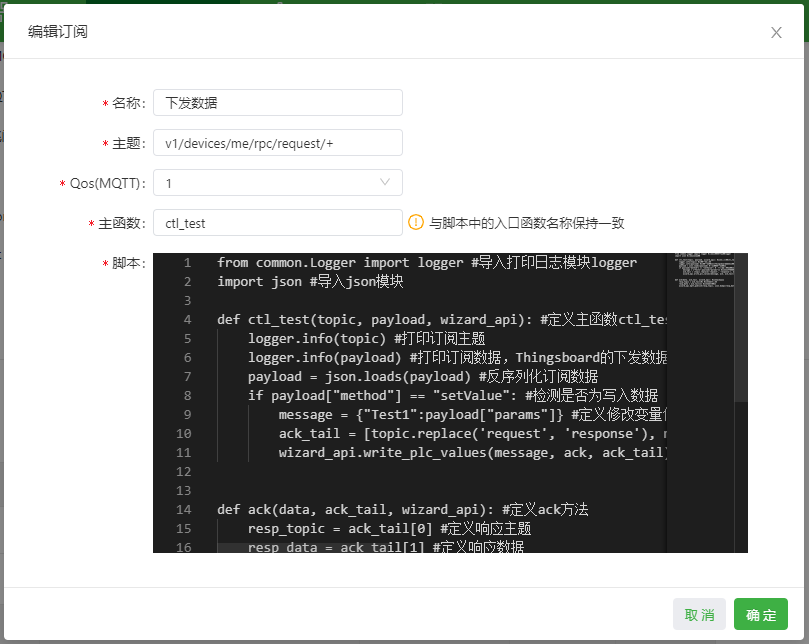 编辑订阅
* 名称: 下发数据
* 主题: v1/devices/me/rpc/request/+
* Qos(MQTT): 1
* 主函数: ctl_test 与脚本中的入口函数名称保持一致
* 脚本:
1 from common.Logger import logger #导入打印日志模块logger
2 import json #导入json模块
3
4 def ctl_test(topic, payload, wizard_api): #定义主函数ctl_tes
5 logger.info(topic) #打印订阅主题
6 logger.info(payload) #打印订阅数据，Thingsboard的下发数据
7 payload = json.loads(payload) #反序列化订阅数据
8 if payload["method"] == "setValue": #检测是否为写入数据
9 message = {"Test1":payload["params"]} #定义修改变量
10 ack_tail = [topic.replace('request', 'response'),
11 wizard_api.write_plc_values(message, ack, ack_tail)
12
13
14 def ack(data, ack_tail, wizard_api): #定义ack方法
15 resp_topic = ack_tail[0] #定义响应主题
16 resp_data = ack_tail[1] #定义响应数据
取消 确定